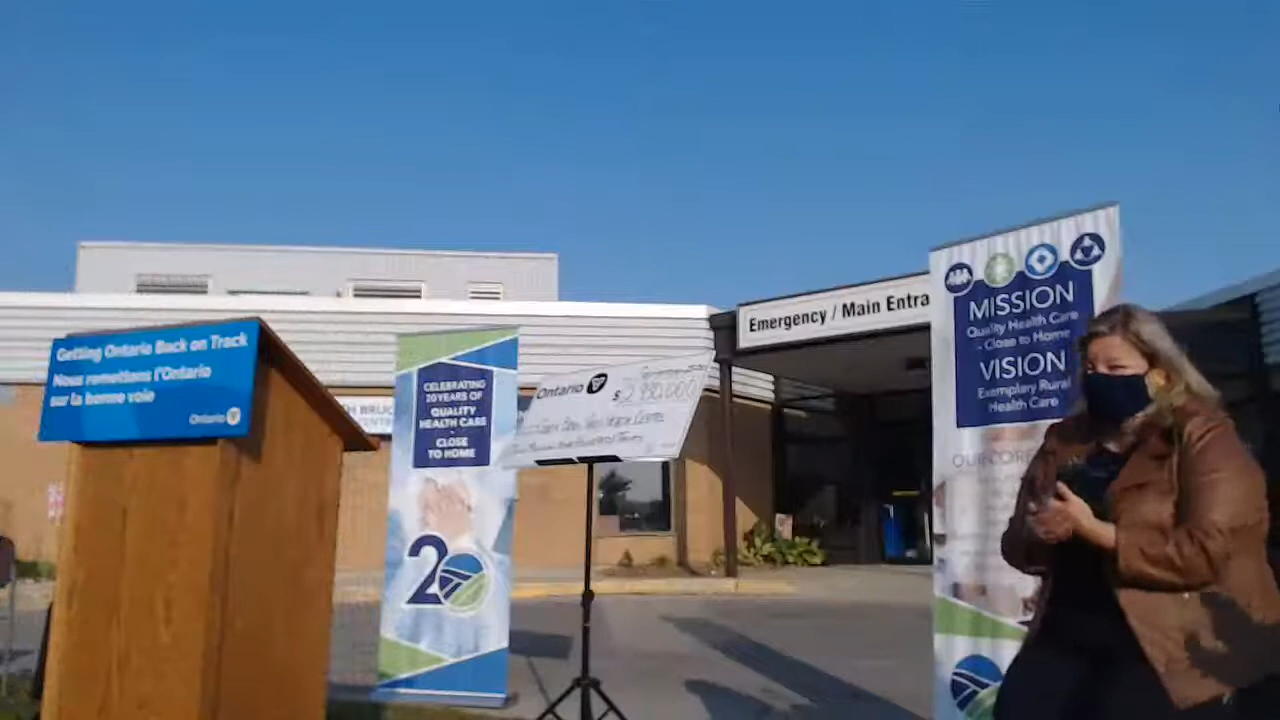 Getting Ontario Back on Track
Nous remettons l'Ontario
sur la bonne voie
Ontario
CELEBRATING
20 YEARS OF
QUALITY
HEALTH CARE
-
CLOSE
TO HOME
20
Ontario
Emergency / Main Entra
MISSION
Quality Health Care
- Close to Home
VISION
Exemplary Rural
Health Care
OUR CORE